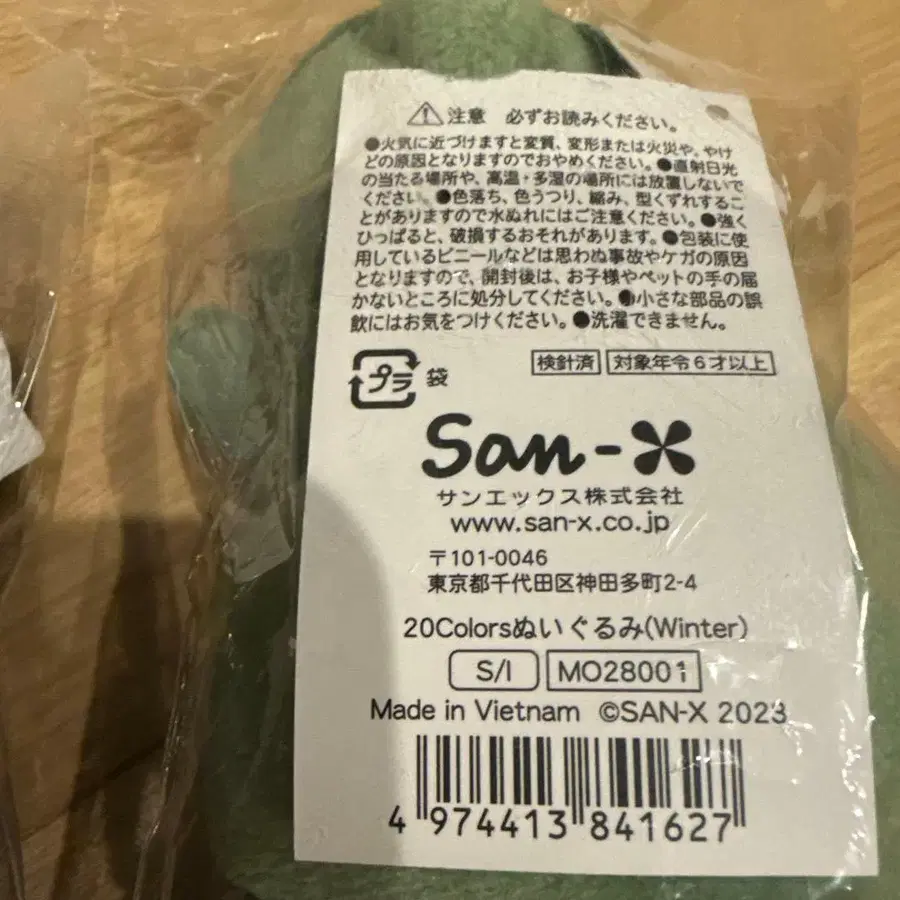 ⚠注意 必ずお読みください。
●火気に近づけますと変質、変形または火災や、やけ
どの原因となりますのでおやめください。●直射日光
の当たる場所や、高温・多湿の場所には放置しないで
ください。●色落ち、色うつり、縮み、型くずれするこ
とがありますので水ぬれにはご注意ください。●強く
ひっぱると、破損するおそれがあります。●包装に使
用しているビニールなどは思わぬ事故やケガの原因
となりますので、開封後は、お子様やペットの手の届
かないところに処分してください。●小さな部品の誤
飲にはお気をつけください。●洗濯できません。
プラ 袋 検針済 対象年令6才以上
San-X
サンエックス株式会社
www.san-x.co.jp
〒101-0046
東京都千代田区神田多町2-4
20Colorsぬいぐるみ(Winter)
S/I MO28001
Made in Vietnam ©SAN-X 2023
4 974413 841627